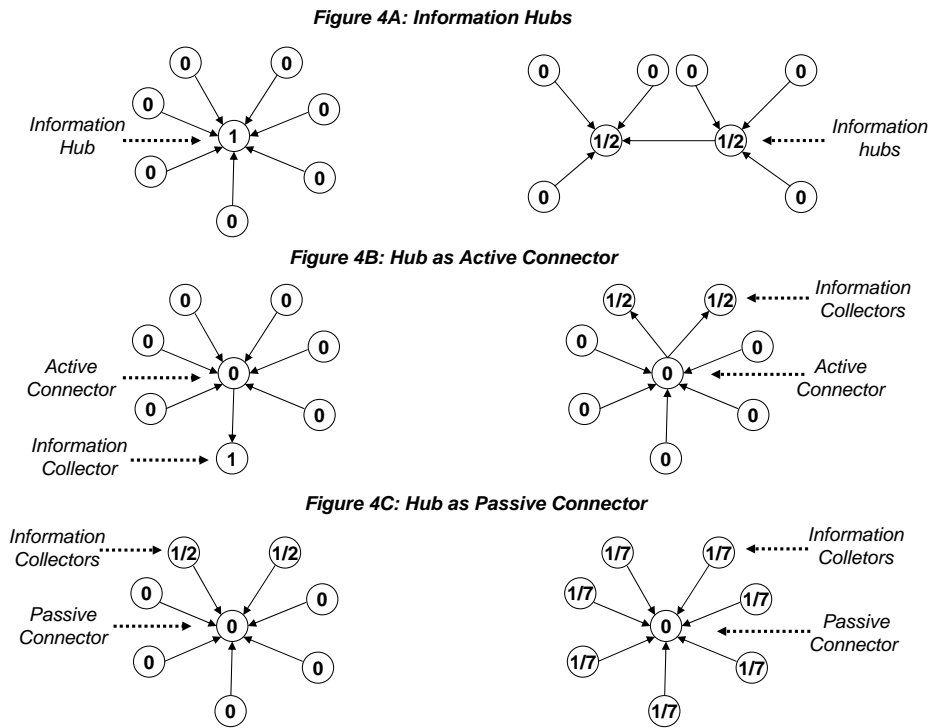 Figure 4A: Information Hubs
0
0
0
0
1
0
0
0
Information
Hub
0
0
0
0
1/2
1/2
0
0
Information
hubs
Figure 4B: Hub as Active Connector
0
0
0
0
0
0
0
1
Active
Connector
Information
Collector
1/2
1/2
0
0
0
0
0
0
Information
Collectors
Active
Connector
Figure 4C: Hub as Passive Connector
Information
Collectors
1/2
1/2
0
0
0
0
0
0
Passive
Connector
1/7
1/7
1/7
1/7
0
1/7
1/7
1/7
Information
Colletors
Passive
Connector